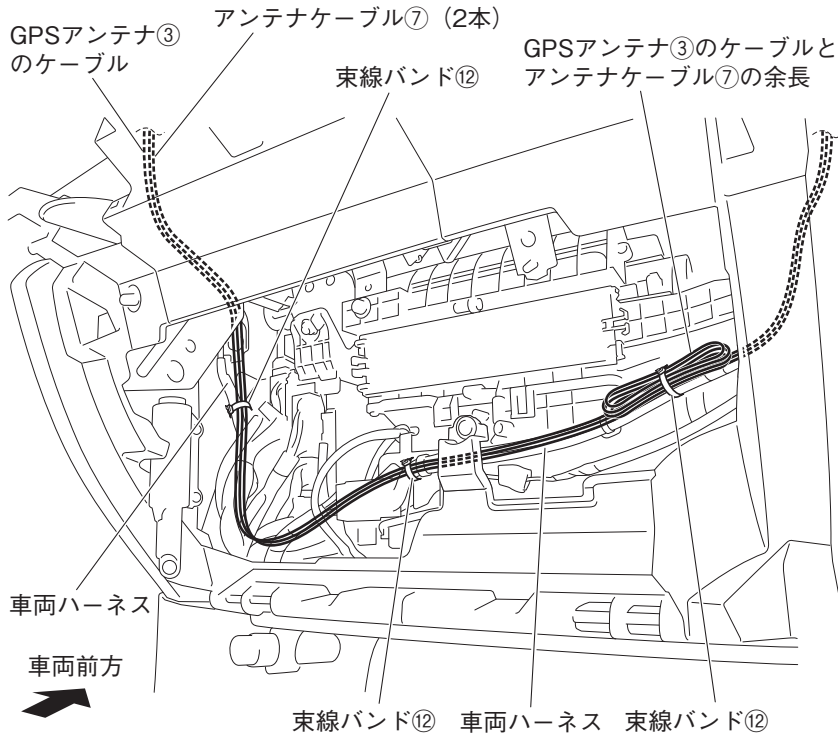 アンテナケーブル⑦（2本）
GPSアンテナ③
のケーブル
束線バンド⑫
GPSアンテナ③のケーブルと
アンテナケーブル⑦の余長
車両ハーネス
車両前方
束線バンド⑫
車両ハーネス
束線バンド⑫